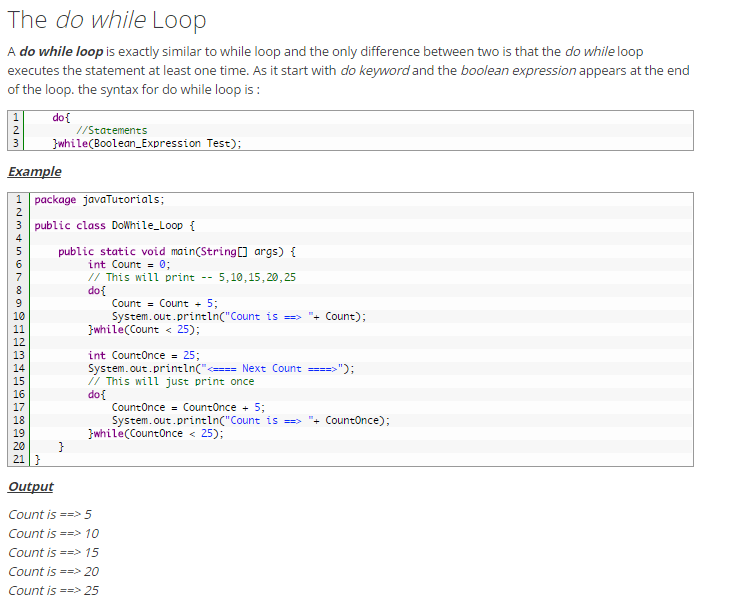 The do while Loop
A do while loop is exactly similar to while loop and the only difference between two is that the do while loop
executes the statement at least one time. As it start with do keyword and the boolean expression appears at the end
of the loop. the syntax for do while loop is :
1 do{
2 //Statements
3 }while(Boolean_Expression Test);
Example
1 package javaTutorials;
2
3 public class DoWhile_Loop {
4
5 public static void main(String[] args) {
6 int Count = 0;
7 // This will print -- 5,10,15,20,25
8 do{
9 Count = Count + 5;
10 System.out.println("Count is ==> "+ Count);
11 }while(Count < 25);
12
13 int CountOnce = 25;
14 System.out.println("<==== Next Count ====>");
15 // This will just print once
16 do{
17 CountOnce = CountOnce + 5;
18 System.out.println("Count is ==> "+ CountOnce);
19 }while(CountOnce < 25);
20 }
21 }
Output
Count is ==> 5
Count is ==> 10
Count is ==> 15
Count is ==> 20
Count is ==> 25